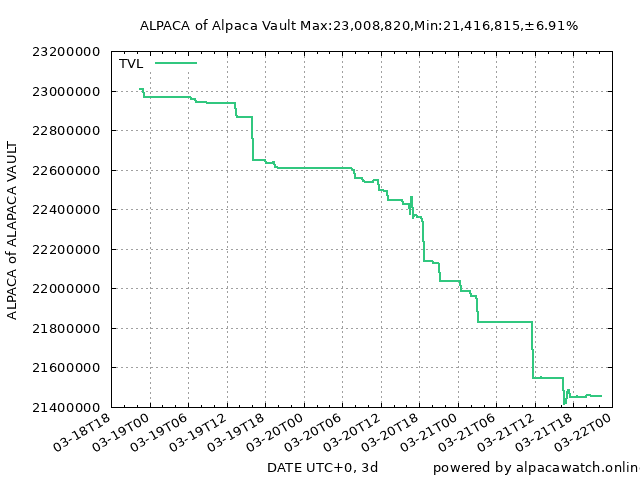 ALPACA of Alpaca Vault Max:23,008,820,Min:21,416,815,±6.91%
TVL
ALPACA of ALAPACA VAULT
23200000
23000000
22800000
22600000
22400000
22200000
22000000
21800000
21600000
21400000
03-18T18
03-19T00
03-19T06
03-19T12
03-19T18
03-20T00
03-20T06
03-20T12
03-20T18
03-21T00
03-21T06
03-21T12
03-21T18
03-22T00
DATE UTC+0, 3d
powered by alpacawatch.onlin